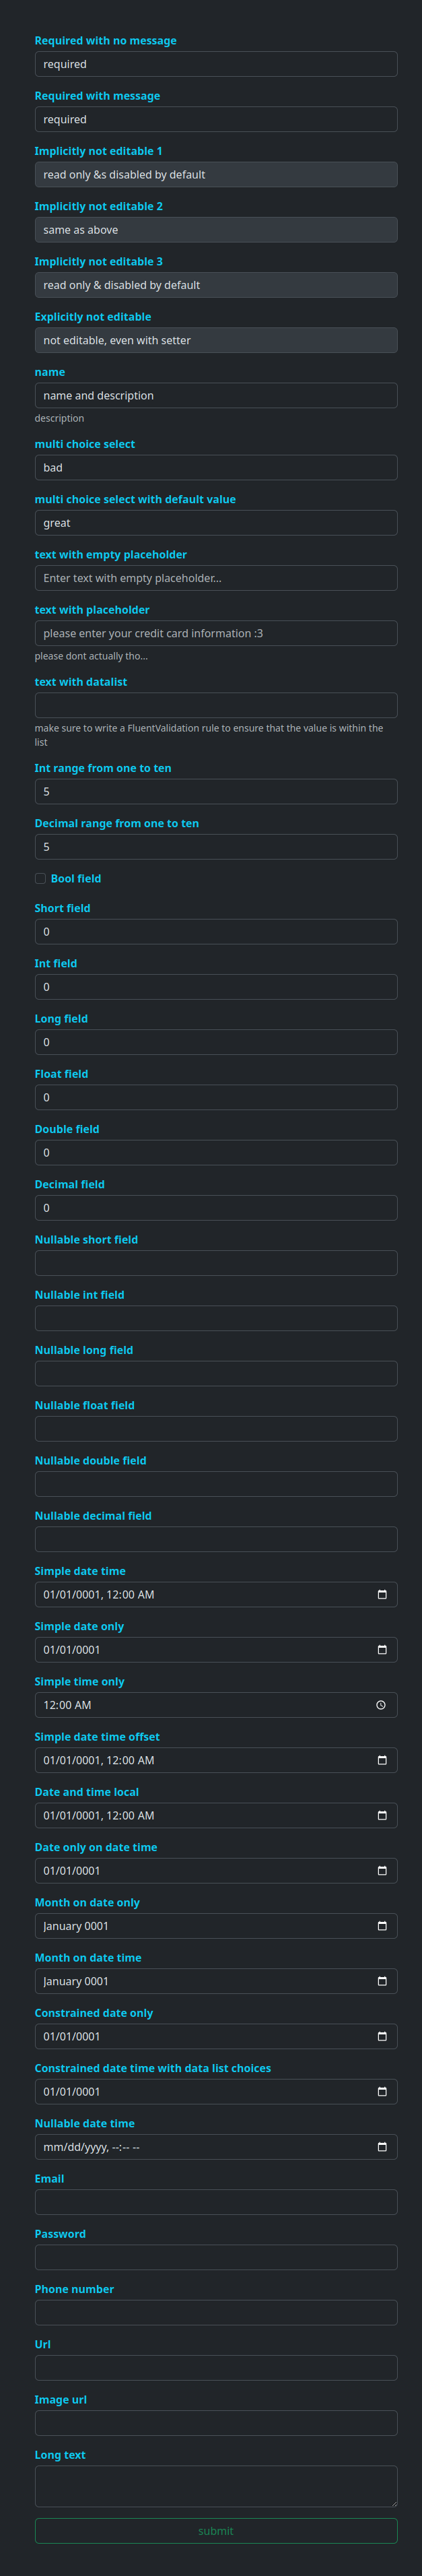 Required with no message
required
Required with message
required
Implicitly not editable 1
read only &s disabled by default
Implicitly not editable 2
same as above
Implicitly not editable 3
read only & disabled by default
Explicitly not editable
not editable, even with setter
name
name and description
description
multi choice select
bad
multi choice select with default value
great
text with empty placeholder
Enter text with empty placeholder...
text with placeholder
please enter your credit card information :3
please dont actually tho...
text with datalist
make sure to write a FluentValidation rule to ensure that the value is within the
list
Int range from one to ten
5
Decimal range from one to ten
5
Bool field
Short field
0
Int field
0
Long field
0
Float field
0
Double field
0
Decimal field
0
Nullable short field
Nullable int field
Nullable long field
Nullable float field
Nullable double field
Nullable decimal field
Simple date time
01/01/0001, 12:00 AM
Simple date only
01/01/0001
Simple time only
12:00 AM
Simple date time offset
01/01/0001, 12:00 AM
Date and time local
01/01/0001, 12:00 AM
Date only on date time
01/01/0001
Month on date only
January 0001
Month on date time
January 0001
Constrained date only
01/01/0001
Constrained date time with data list choices
01/01/0001
Nullable date time
mm/dd/yyyy, --:-- --
Email
Password
Phone number
Url
Image url
Long text
submit